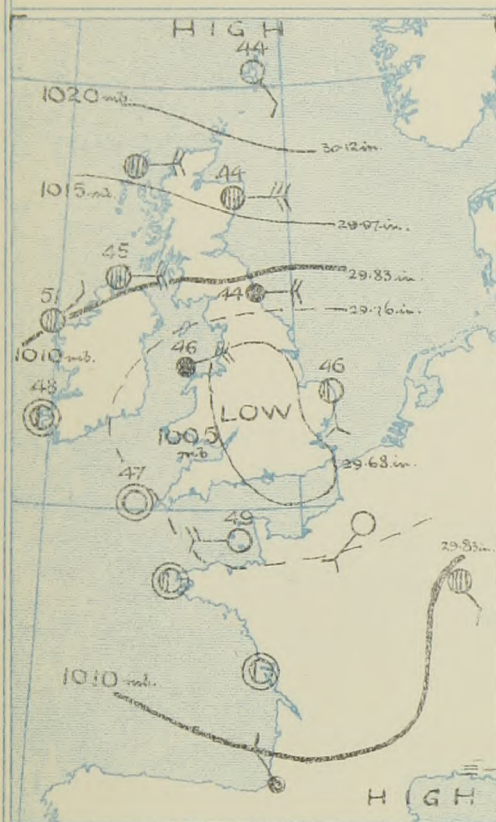 HIGH
44
1020 mb.
30·12 in.
44
1015 mb.
29·97 in.
45
29·83 in.
51
44
29·76 in.
1010 mb.
46
46
48
LOW
1005
mb
29·68 in.
47
49
29·83 in.
1010 mb.
HIGH